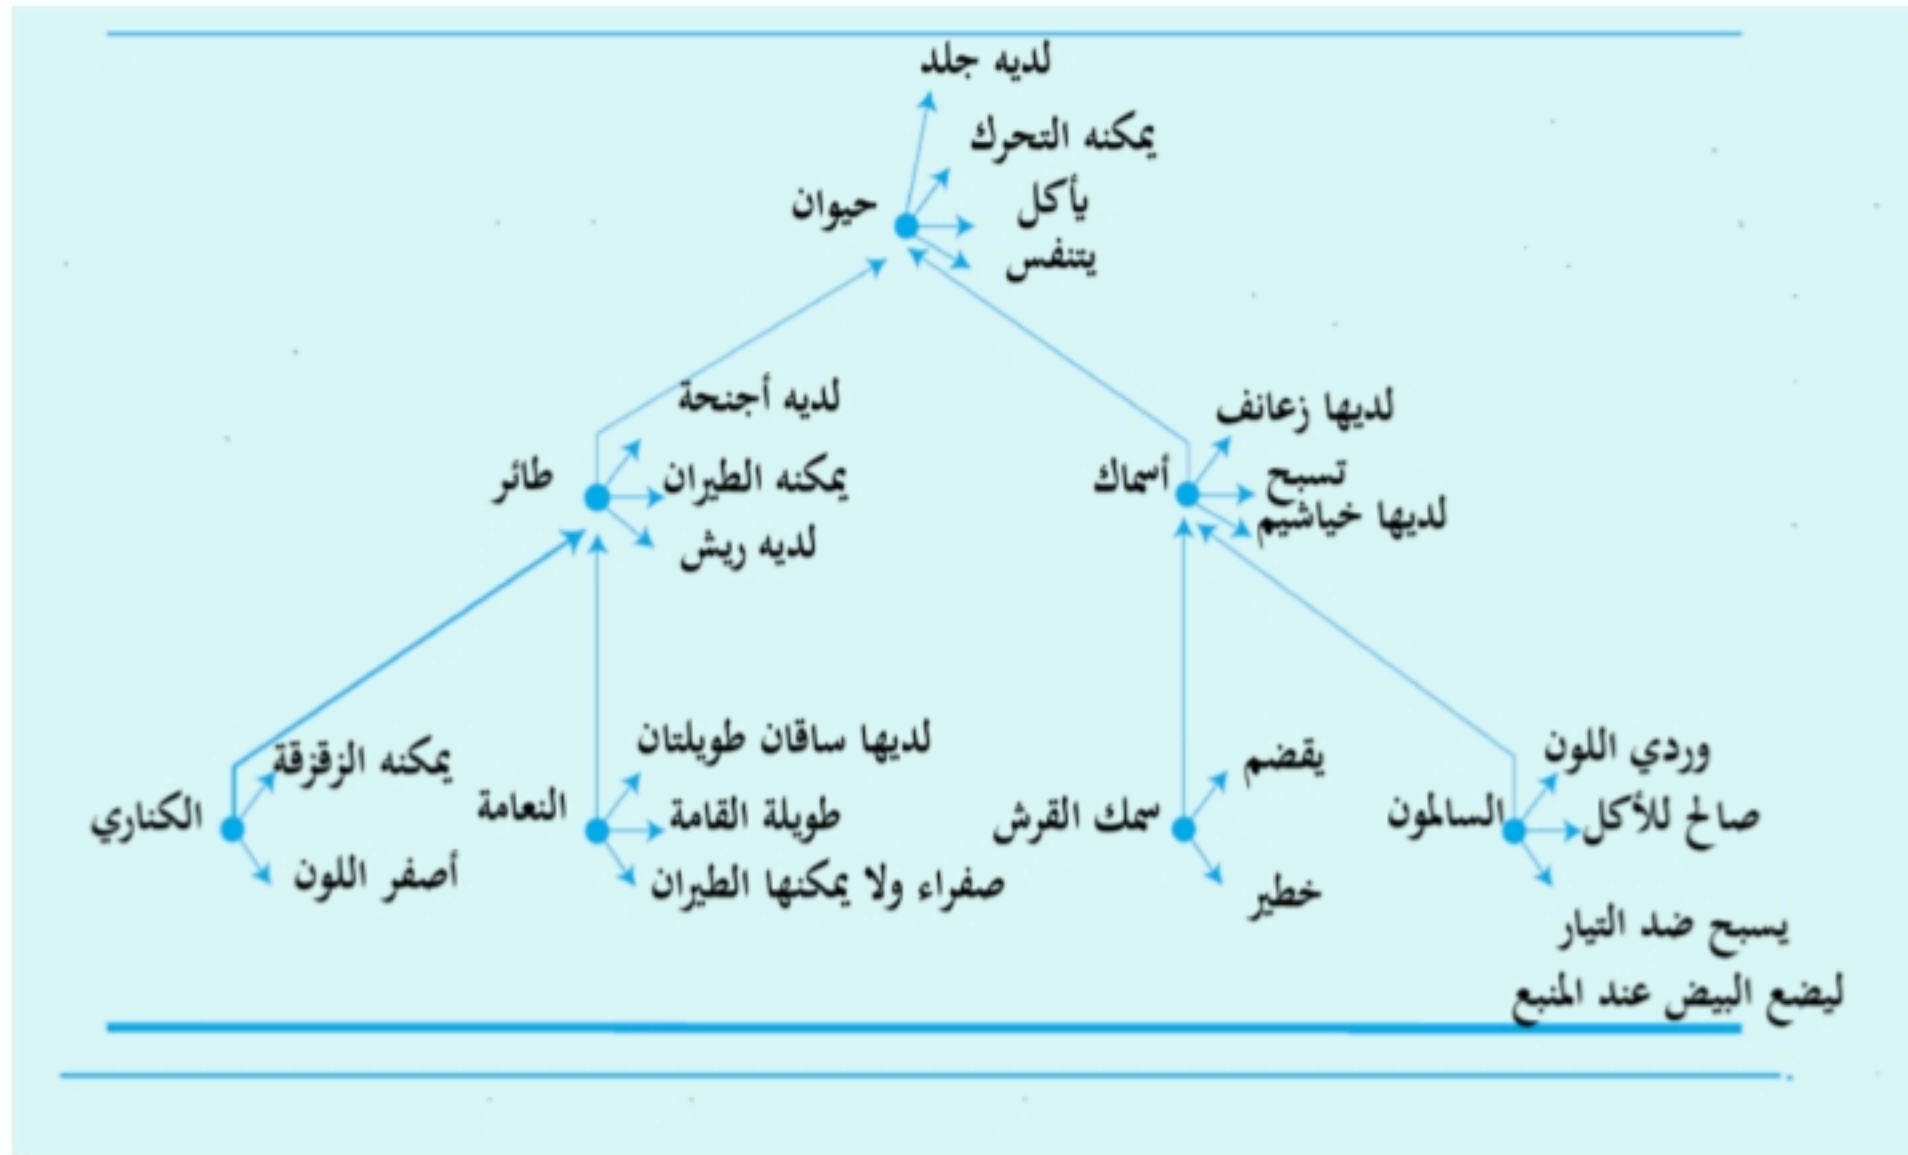 لديه جلد
يمكنه التحرك
حيوان
يأكل
يتنفس
لديه أجنحة
طائر
يمكنه الطيران
لديه ريش
لديها زعانف
أسماك
تسبح
لديها خياشيم
يمكنه الزقزقة
الكناري
أصفر اللون
لديها ساقان طويلتان
النعامة
طويلة القامة
صفراء ولا يمكنها الطيران
يقضم
سمك القرش
خطير
وردي اللون
السالمون
صالح للأكل
يسبح ضد التيار
ليضع البيض عند المنبع